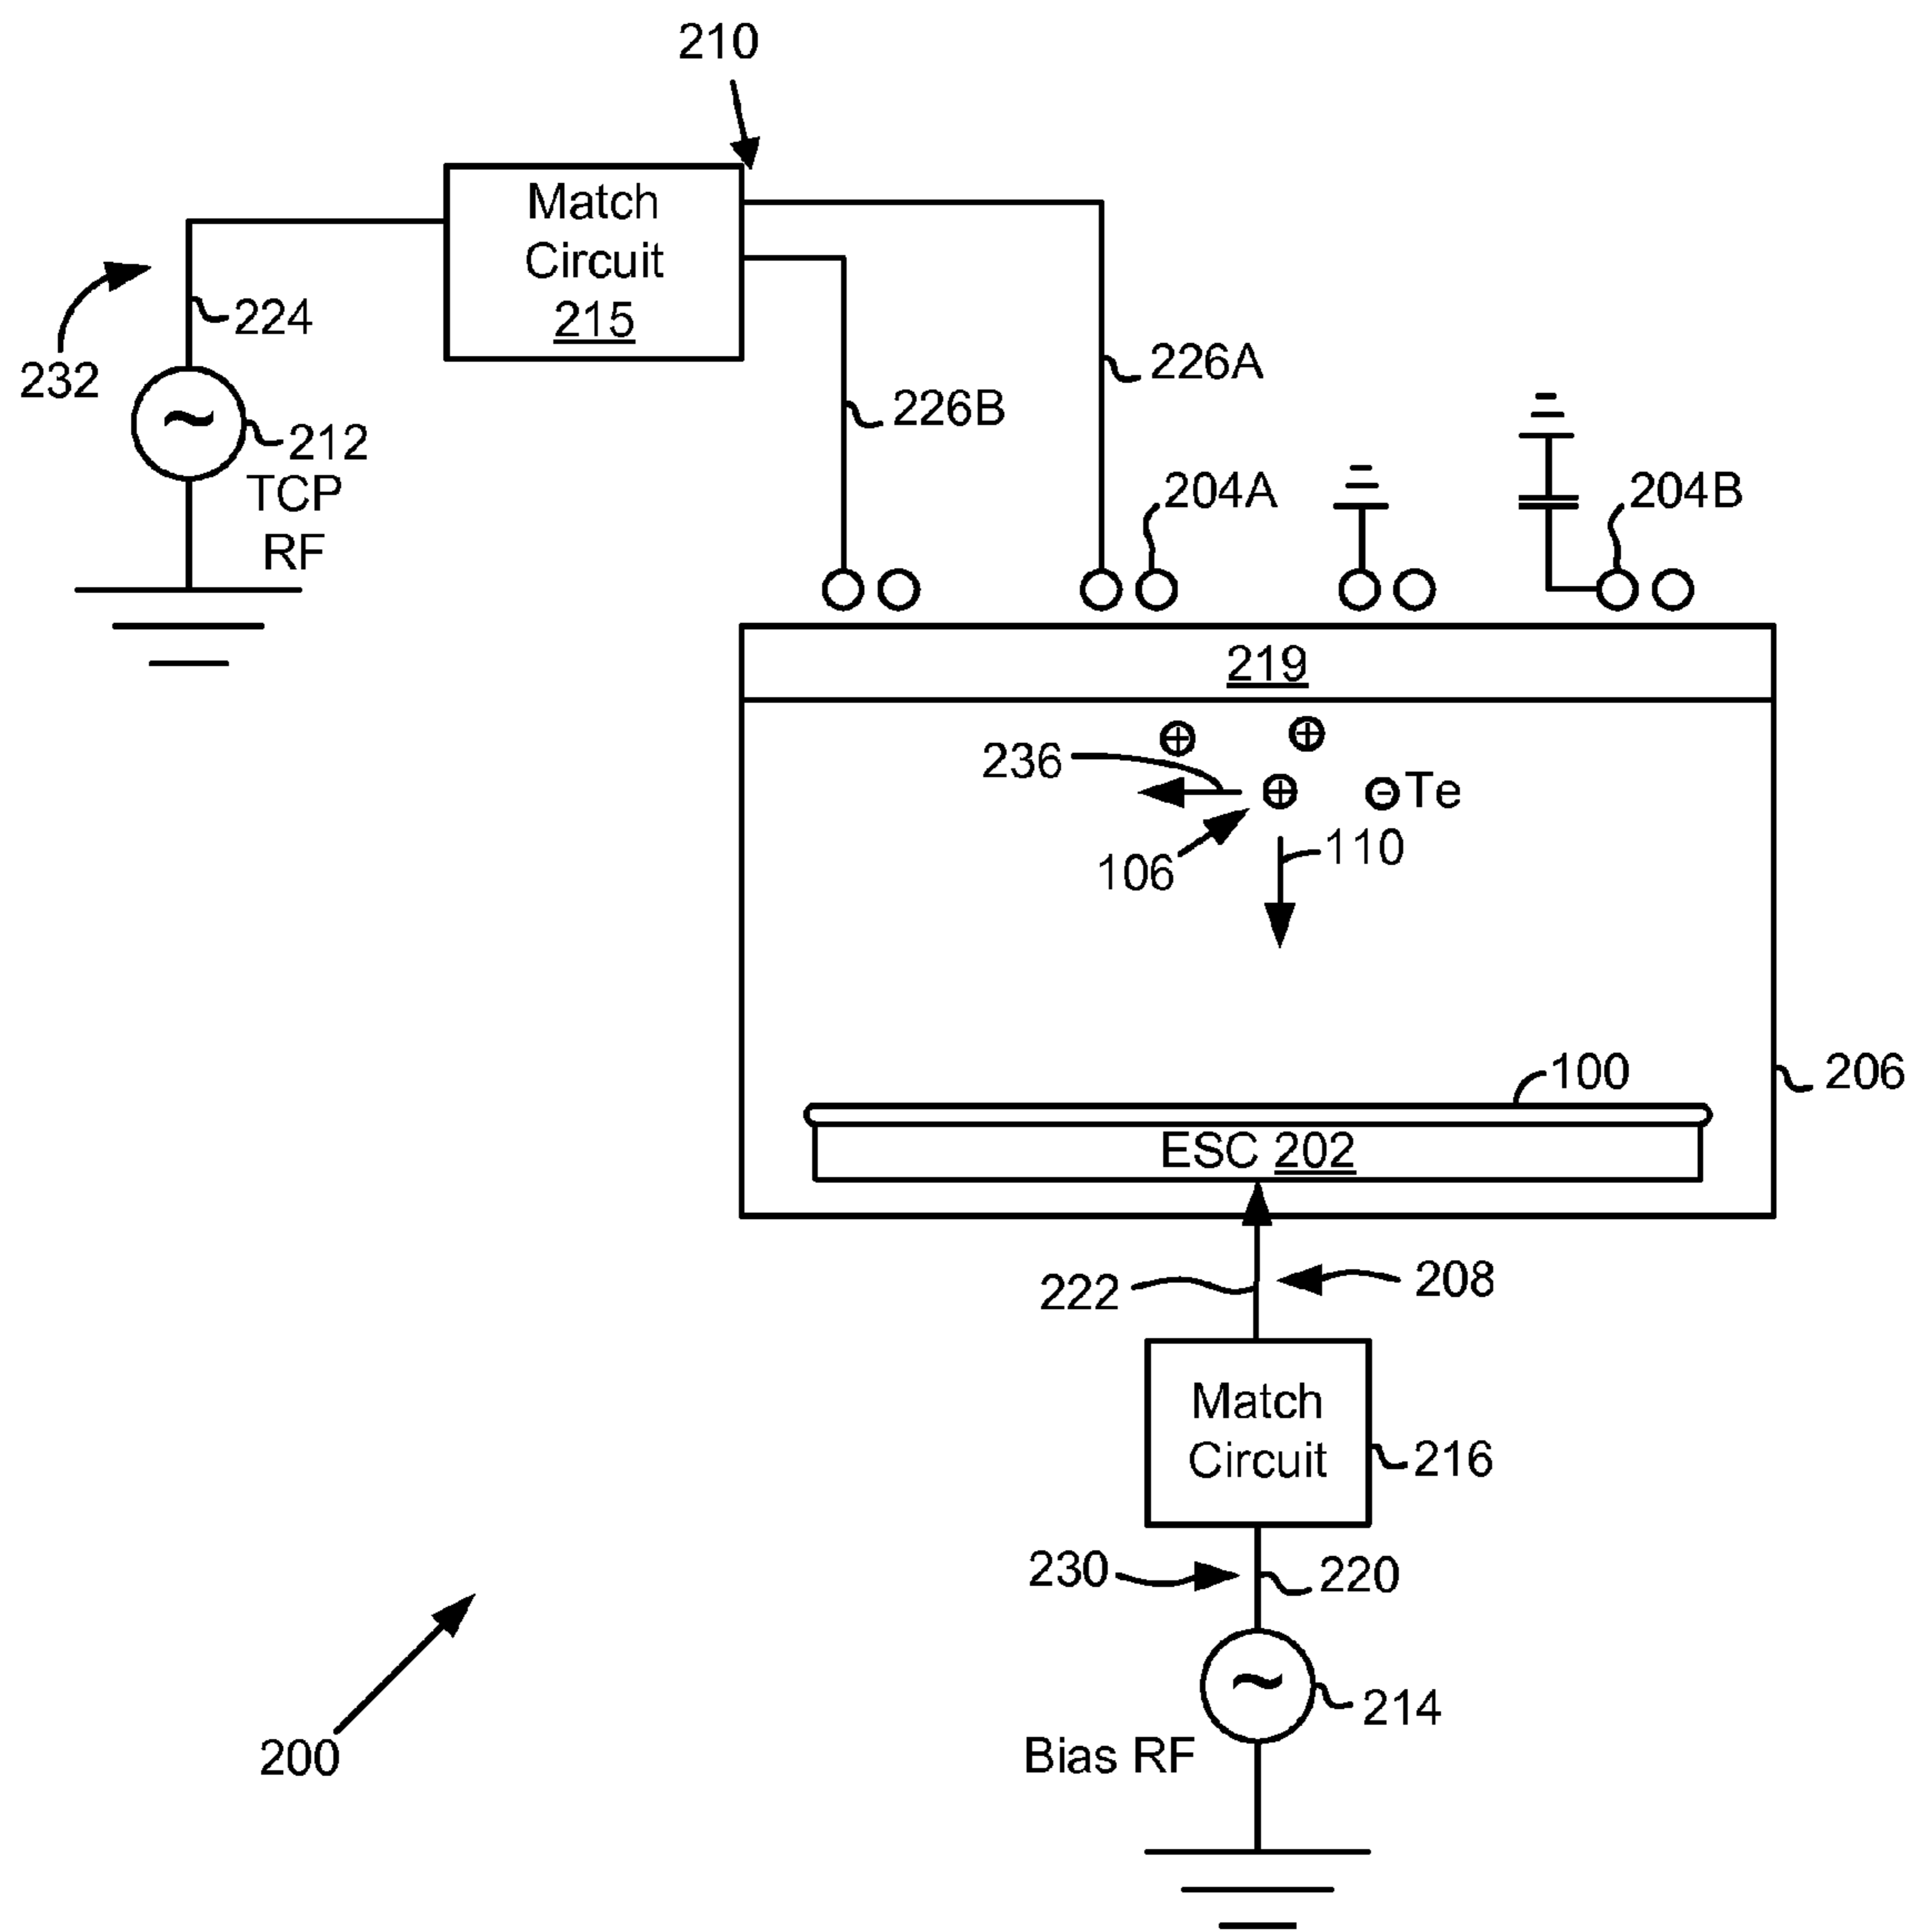 210
Match
Circuit
215
224
232
226A
226B
212
TCP
RF
204A
204B
219
236
Te
110
106
100
206
ESC 202
222
208
Match
Circuit
216
230
220
214
Bias RF
200